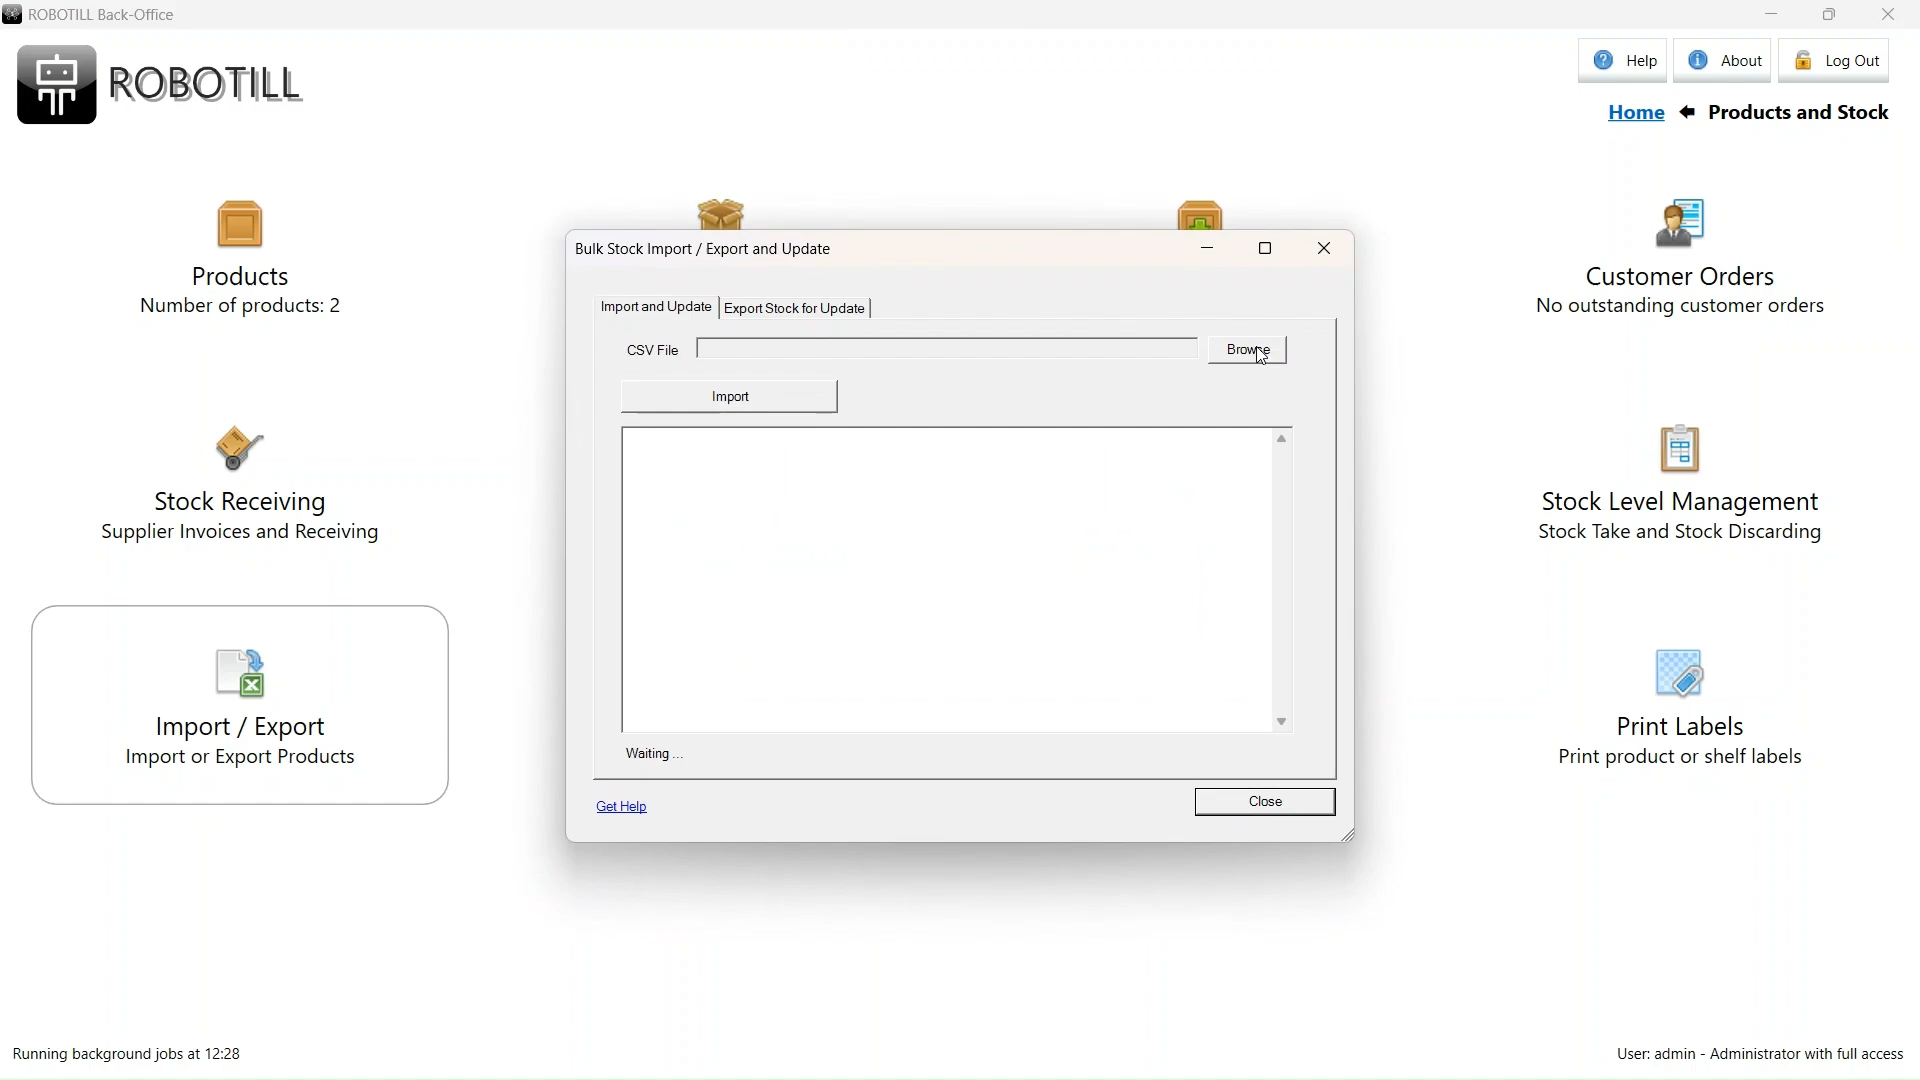 ROBOTILL Back-Office
ROBOTILL
Help
About
Log Out
Home
Products and Stock
Products
Number of products: 2
Customer Orders
No outstanding customer orders
Bulk Stock Import / Export and Update
Import and Update
Export Stock for Update
CSV File
Browse
Import
Waiting ...
Get Help
Close
Stock Receiving
Supplier Invoices and Receiving
Stock Level Management
Stock Take and Stock Discarding
Import / Export
Import or Export Products
Print Labels
Print product or shelf labels
Running background jobs at 12:28
User: admin - Administrator with full access